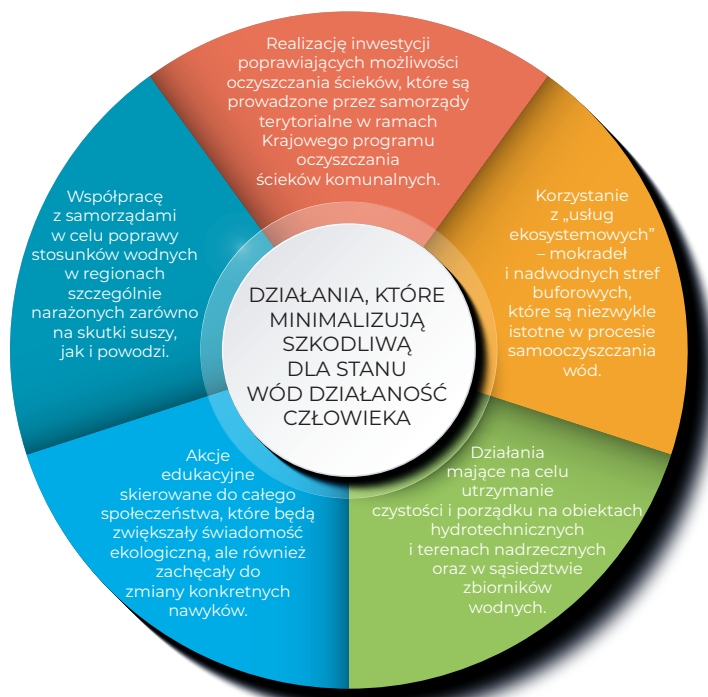 Realizację inwestycji
poprawiających możliwości
oczyszczania ścieków, które są
prowadzone przez samorządy
terytorialne w ramach
Krajowego programu
oczyszczania
ścieków komunalnych.
Korzystanie
z „usług
ekosystemowych”
– mokradeł
i nadwodnych stref
buforowych,
które są niezwykle
istotne w procesie
samooczyszczania
wód.
Działania
mające na celu
utrzymanie
czystości i porządku na obiektach
hydrotechnicznych
i terenach nadrzecznych
oraz w sąsiedztwie
zbiorników
wodnych.
Akcje
edukacyjne
skierowane do całego
społeczeństwa, które będą
zwiększały świadomość
ekologiczną, ale również
zachęcały do
zmiany konkretnych
nawyków.
Współpracę
z samorządami
w celu poprawy
stosunków wodnych
w regionach
szczególnie
narażonych zarówno
na skutki suszy,
jak i powodzi.
DZIAŁANIA, KTÓRE
MINIMALIZUJĄ
SZKODLIWĄ
DLA STANU
WÓD DZIAŁANOŚĆ
CZŁOWIEKA